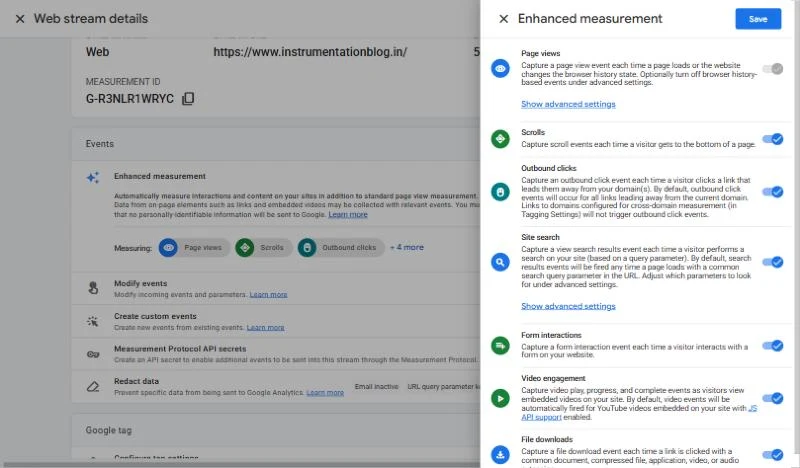 Web stream details
Web
https://www.instrumentationblog.in/
5
MEASUREMENT ID
G-R3NLR1WRYC
Events
Enhanced measurement
Automatically measure interactions and content on your sites in addition to standard page view measurement.
Data from on-page elements such as links and embedded videos may be collected with relevant events. You mu
that no personally-identifiable information will be sent to Google. Learn more
Measuring:
Page views
Scrolls
Outbound clicks
+ 4 more
Modify events
Modify incoming events and parameters. Learn more
Create custom events
Create new events from existing events. Learn more
Measurement Protocol API secrets
Create an API secret to enable additional events to be sent into this stream through the Measurement Protocol.
Redact data
Prevent specific data from being sent to Google Analytics. Learn more
Email inactive
URL query parameter
Google tag
Configure tag settings
Enhanced measurement
Save
Page views
Capture a page view event each time a page loads or the website
changes the browser history state. Optionally turn off browser history-
based events under advanced settings.
Show advanced settings
Scrolls
Capture scroll events each time a visitor gets to the bottom of a page.
Outbound clicks
Capture an outbound click event each time a visitor clicks a link that
leads them away from your domain(s). By default, outbound click
events will occur for all links leading away from the current domain.
Links to domains configured for cross-domain measurement (in
Tagging Settings) will not trigger outbound click events.
Site search
Capture a view search results event each time a visitor performs a
search on your site (based on a query parameter). By default, search
results events will be fired any time a page loads with a common
search query parameter in the URL. Adjust which parameters to look
for under advanced settings.
Show advanced settings
Form interactions
Capture a form interaction event each time a visitor interacts with a
form on your website.
Video engagement
Capture video play, progress, and complete events as visitors view
embedded videos on your site. By default, video events will be
automatically fired for YouTube videos embedded on your site with JS
API support enabled.
File downloads
Capture a file download event each time a link is clicked with a
common document, compressed file, application, video, or audio